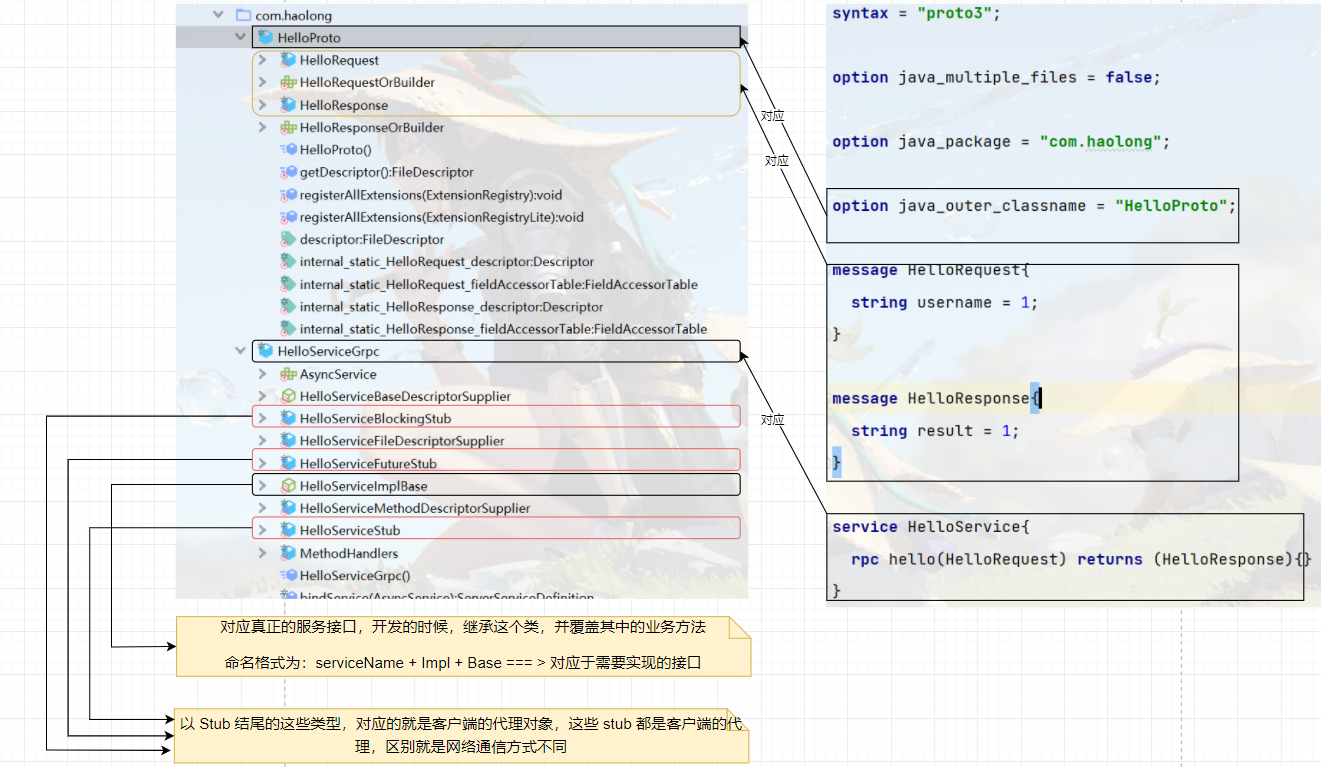 com.haolong
HelloProto
HelloRequest
HelloRequestOrBuilder
HelloResponse
HelloResponseOrBuilder
HelloProto()
getDescriptor():FileDescriptor
registerAllExtensions(ExtensionRegistry):void
registerAllExtensions(ExtensionRegistryLite):void
descriptor:FileDescriptor
internal_static_HelloRequest_descriptor:Descriptor
internal_static_HelloRequest_fieldAccessorTable:FieldAccessorTable
internal_static_HelloResponse_descriptor:Descriptor
internal_static_HelloResponse_fieldAccessorTable:FieldAccessorTable
HelloServiceGrpc
AsyncService
HelloServiceBaseDescriptorSupplier
HelloServiceBlockingStub
HelloServiceFileDescriptorSupplier
HelloServiceFutureStub
HelloServiceImplBase
HelloServiceMethodDescriptorSupplier
HelloServiceStub
MethodHandlers
HelloServiceGrpc()
bindService(AsyncService):ServerServiceDefinition
对应
对应
对应
syntax = "proto3";
option java_multiple_files = false;
option java_package = "com.haolong";
option java_outer_classname = "HelloProto";
message HelloRequest{
string username = 1;
}
message HelloResponse{
string result = 1;
}
service HelloService{
rpc hello(HelloRequest) returns (HelloResponse){}
}
对应真正的服务接口，开发的时候，继承这个类，并覆盖其中的业务方法
命名格式为：serviceName + Impl + Base === > 对应于需要实现的接口
以 Stub 结尾的这些类型，对应的就是客户端的代理对象，这些 stub 都是客户端的代
理，区别就是网络通信方式不同